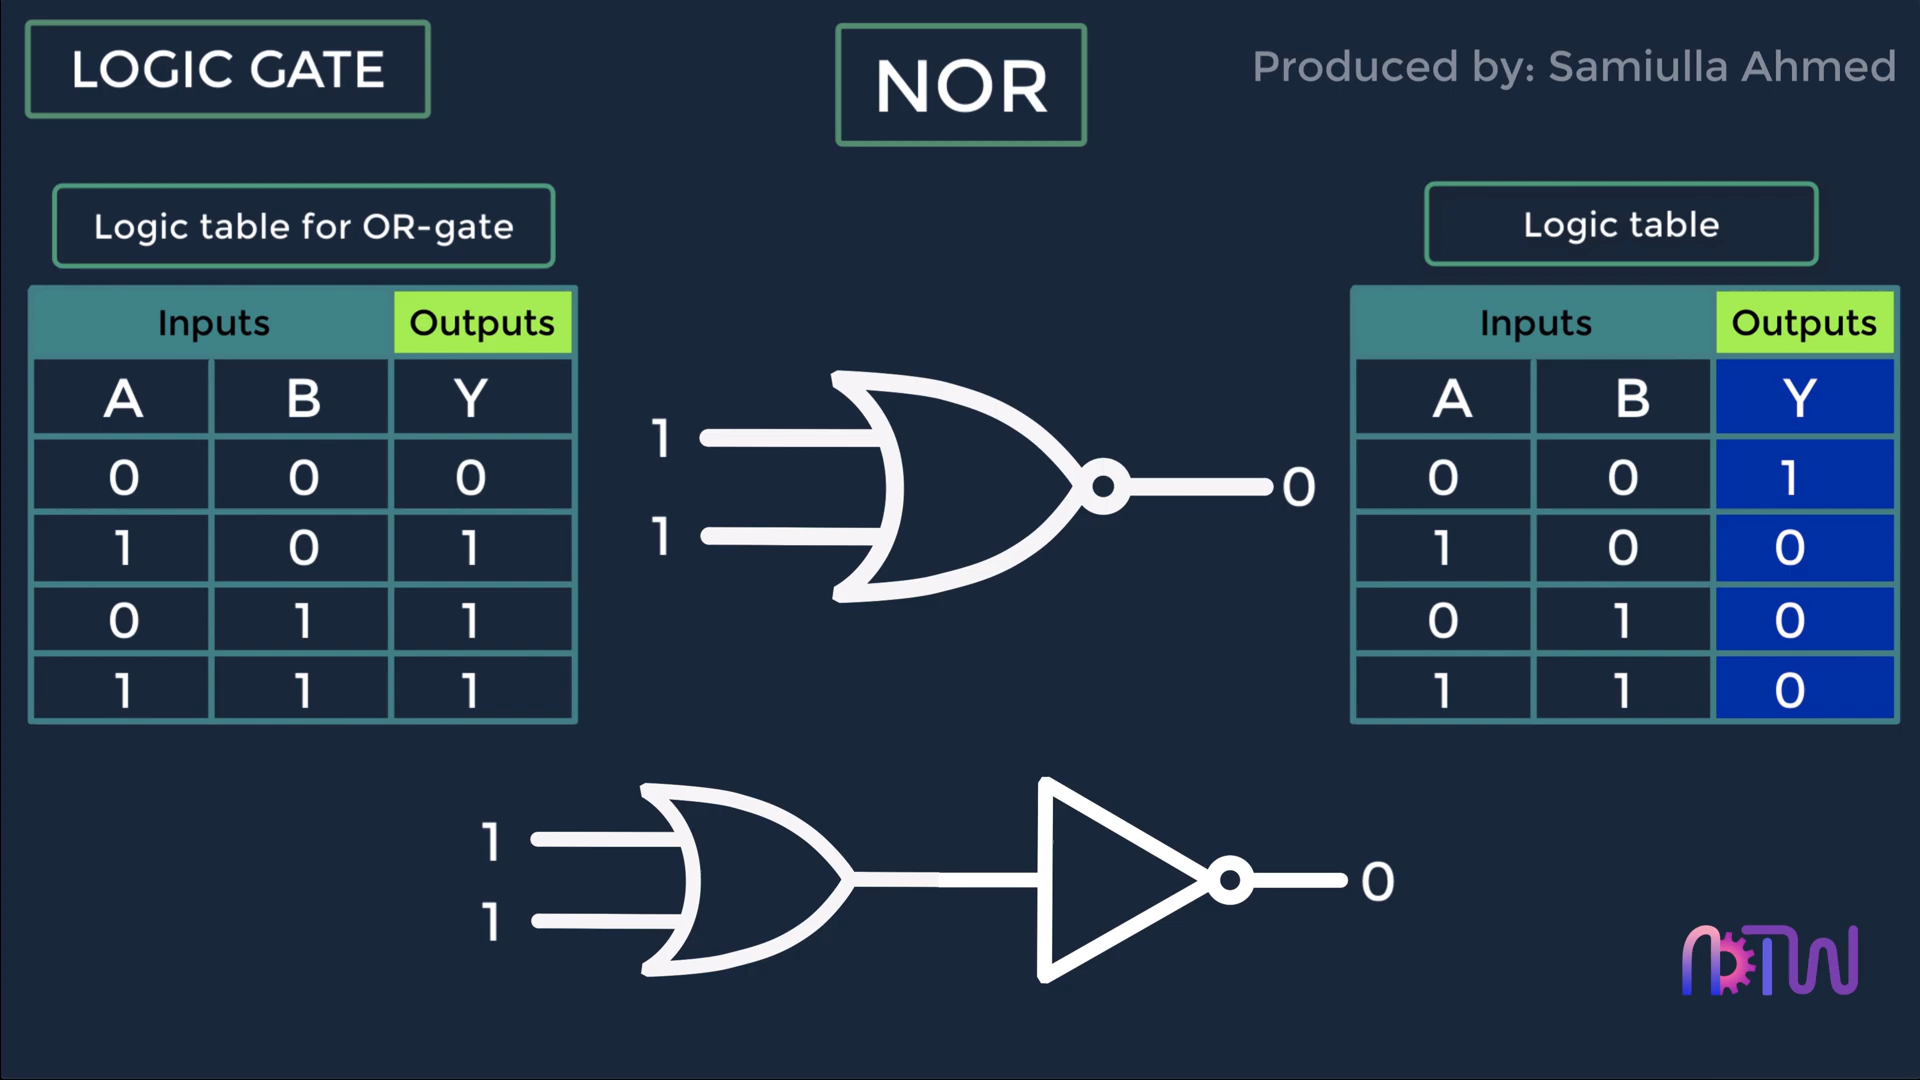 LOGIC GATE
NOR
Produced by: Samiulla Ahmed
Logic table for OR-gate
Inputs Outputs
A B Y
0 0 0
1 0 1
0 1 1
1 1 1
1
1
0
Logic table
Inputs Outputs
A B Y
0 0 1
1 0 0
0 1 0
1 1 0
1
1
0